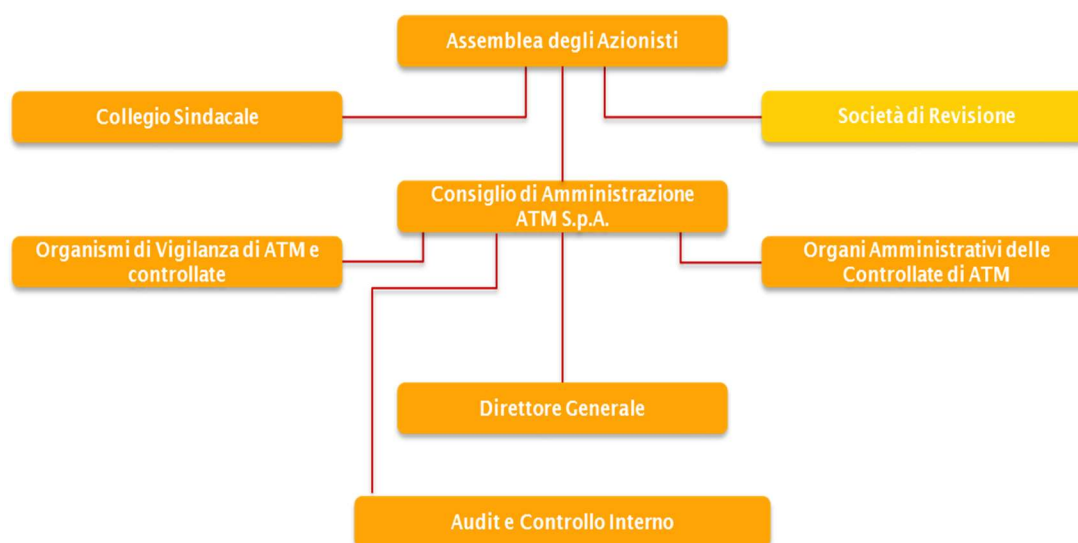 Assemblea degli Azionisti
Collegio Sindacale
Società di Revisione
Consiglio di Amministrazione
ATM S.p.A.
Organismi di Vigilanza di ATM e
controllate
Organi Amministrativi delle
Controllate di ATM
Direttore Generale
Audit e Controllo Interno